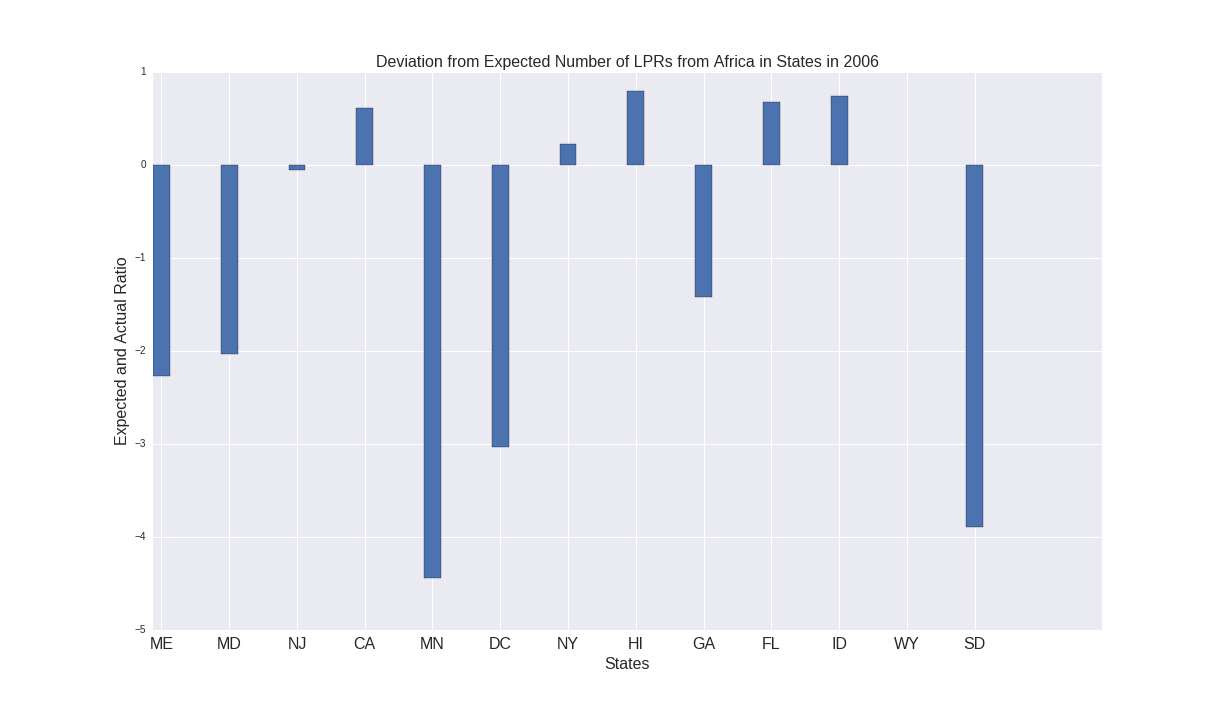 Deviation from Expected Number of LPRs from Africa in States in 2006
1
0
−1
−2
−3
−4
−5
Expected and Actual Ratio
ME MD NJ CA MN DC NY HI GA FL ID WY SD
States